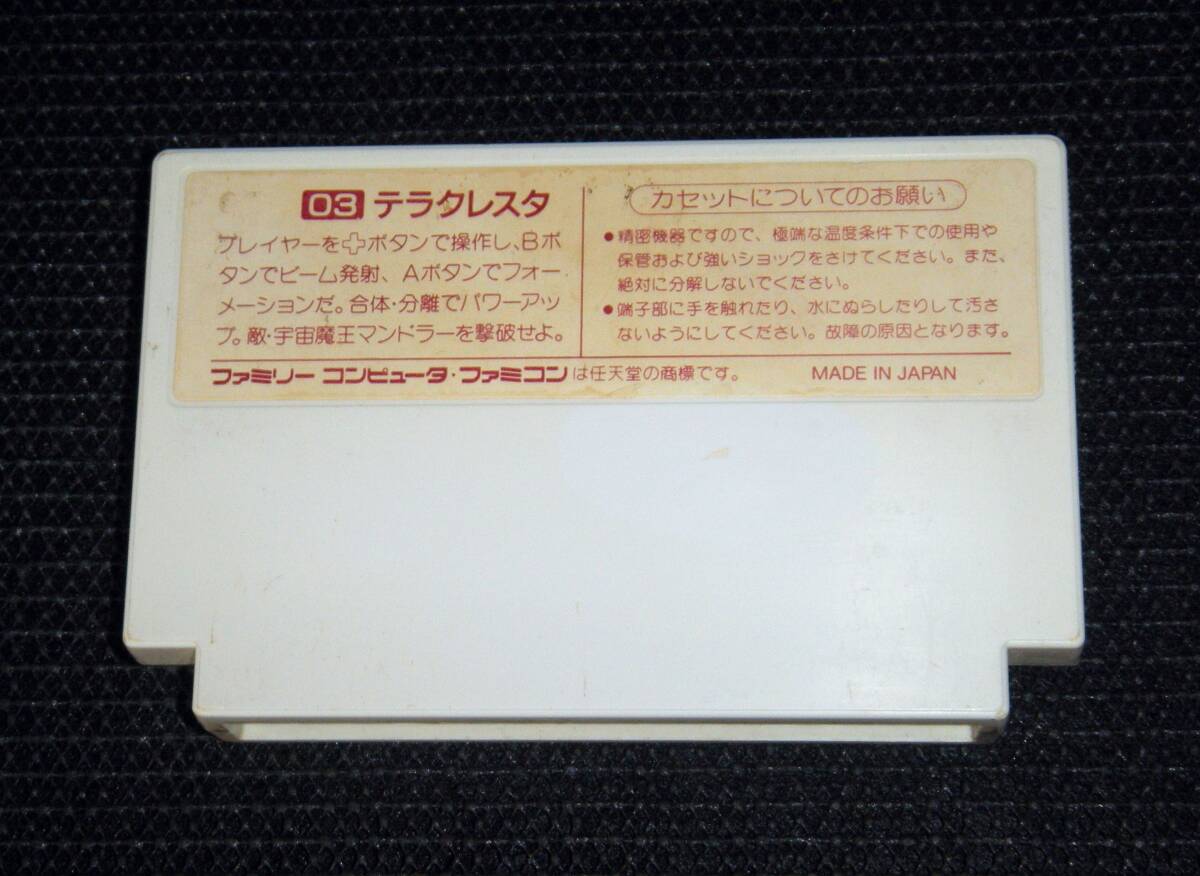 03 テラクレスタ
プレイヤーを✚ボタンで操作し、Bボ
タンでビーム発射、Aボタンでフォー
メーションだ。合体・分離でパワーアッ
プ。敵・宇宙魔王マンドラーを撃破せよ。
カセットについてのお願い
●精密機器ですので、極端な温度条件下での使用や
保管および強いショックをさけてください。また、
絶対に分解しないでください。
●端子部に手を触れたり、水にぬらしたりして汚さ
ないようにしてください。故障の原因となります。
ファミリー コンピュータ・ファミコンは任天堂の商標です。
MADE IN JAPAN